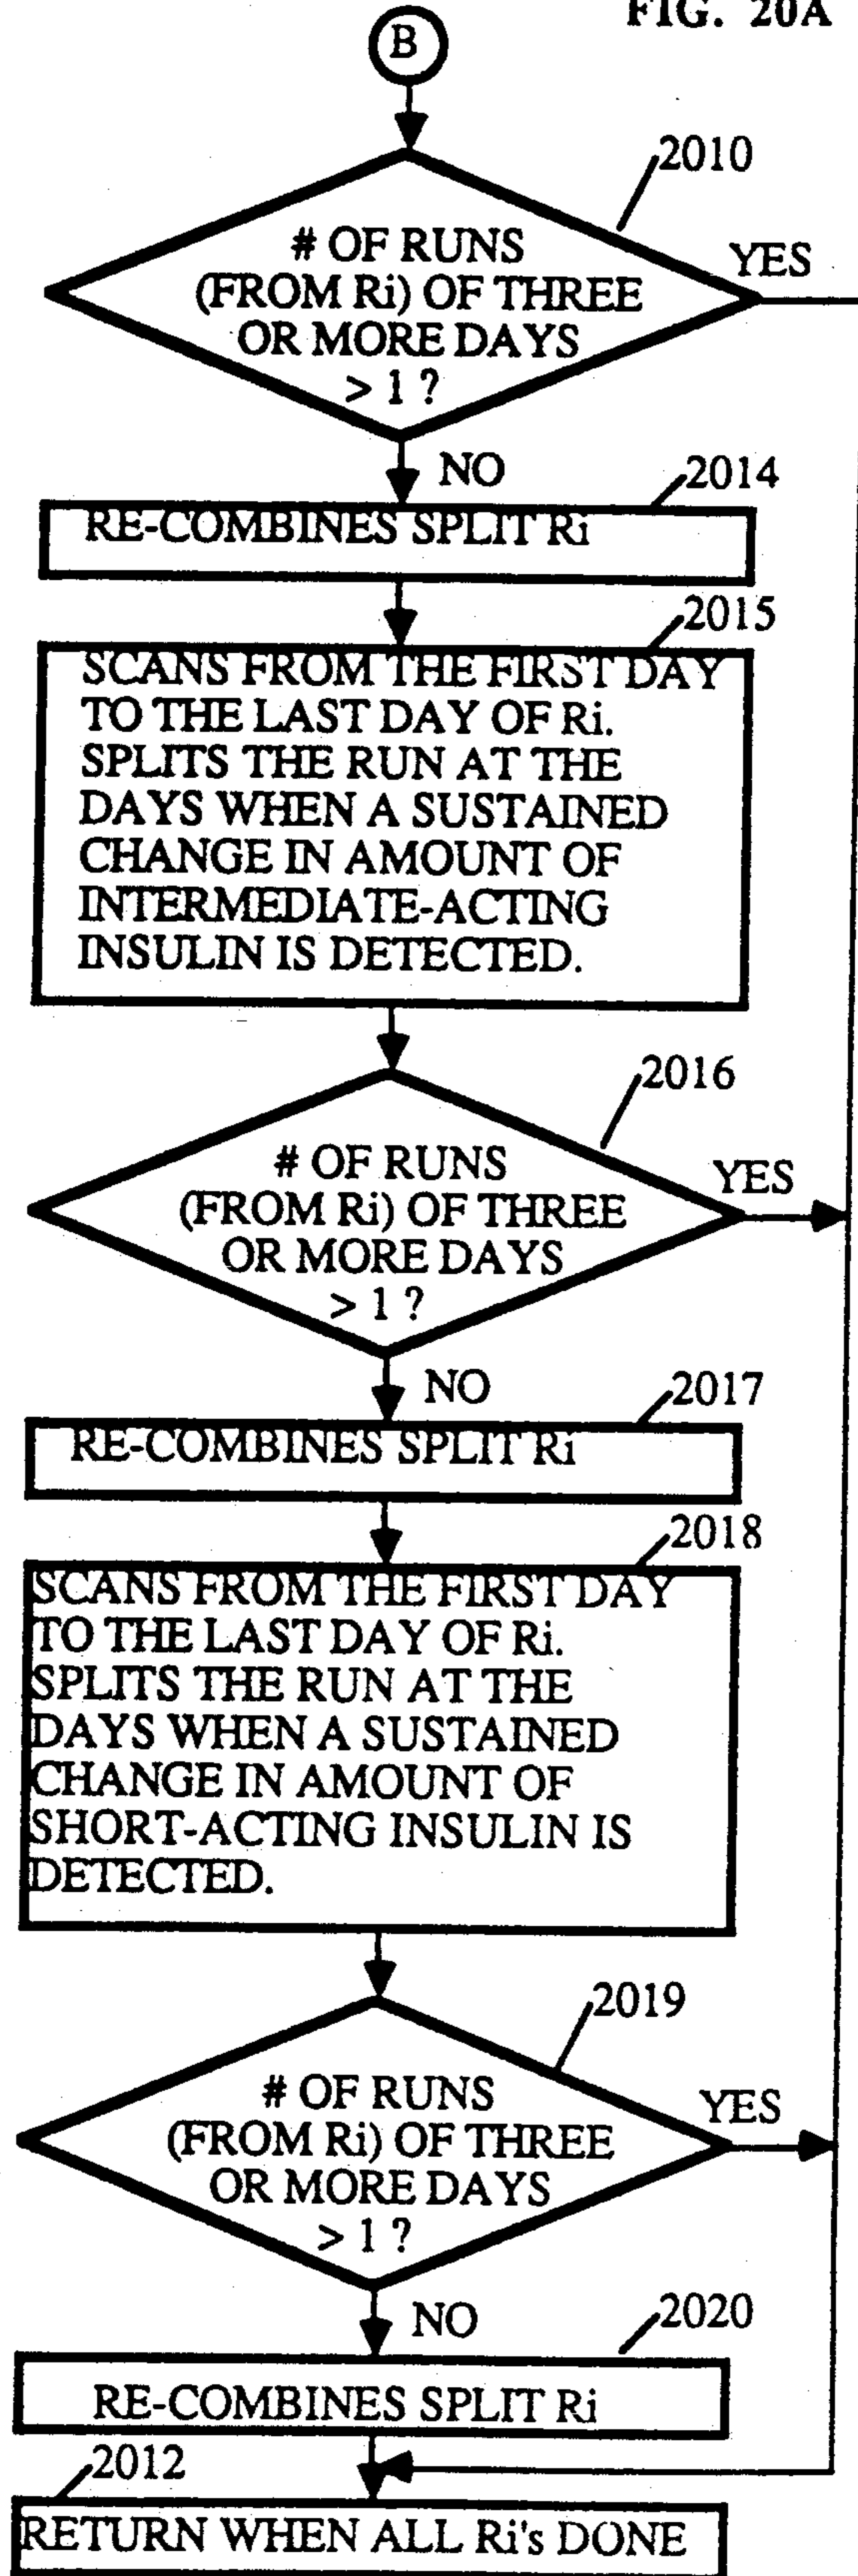 FIG. 20A
B
2010
# OF RUNS
(FROM Ri) OF THREE
OR MORE DAYS
> 1 ?
YES
NO
2014
RE-COMBINES SPLIT Ri
2015
SCANS FROM THE FIRST DAY
TO THE LAST DAY OF Ri.
SPLITS THE RUN AT THE
DAYS WHEN A SUSTAINED
CHANGE IN AMOUNT OF
INTERMEDIATE-ACTING
INSULIN IS DETECTED.
2016
# OF RUNS
(FROM Ri) OF THREE
OR MORE DAYS
> 1 ?
YES
NO
2017
RE-COMBINES SPLIT Ri
2018
SCANS FROM THE FIRST DAY
TO THE LAST DAY OF Ri.
SPLITS THE RUN AT THE
DAYS WHEN A SUSTAINED
CHANGE IN AMOUNT OF
SHORT-ACTING INSULIN IS
DETECTED.
2019
# OF RUNS
(FROM Ri) OF THREE
OR MORE DAYS
> 1 ?
YES
NO
2020
RE-COMBINES SPLIT Ri
2012
RETURN WHEN ALL Ri's DONE